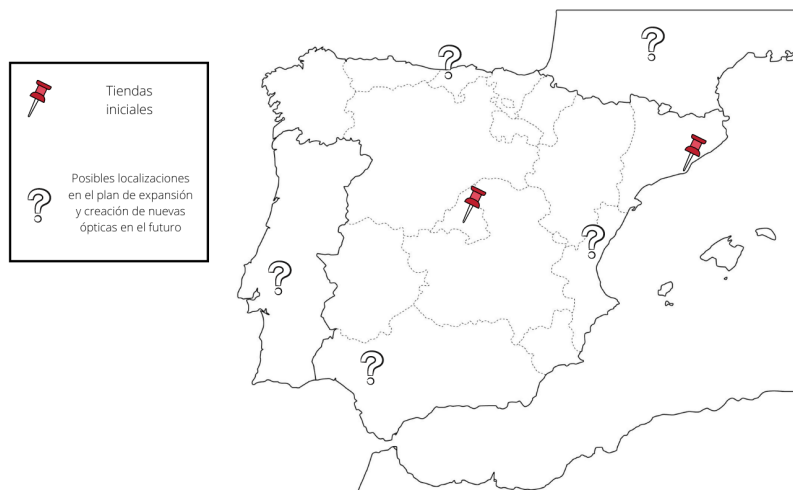 Tiendas
iniciales
Posibles localizaciones
en el plan de expansión
y creación de nuevas
ópticas en el futuro